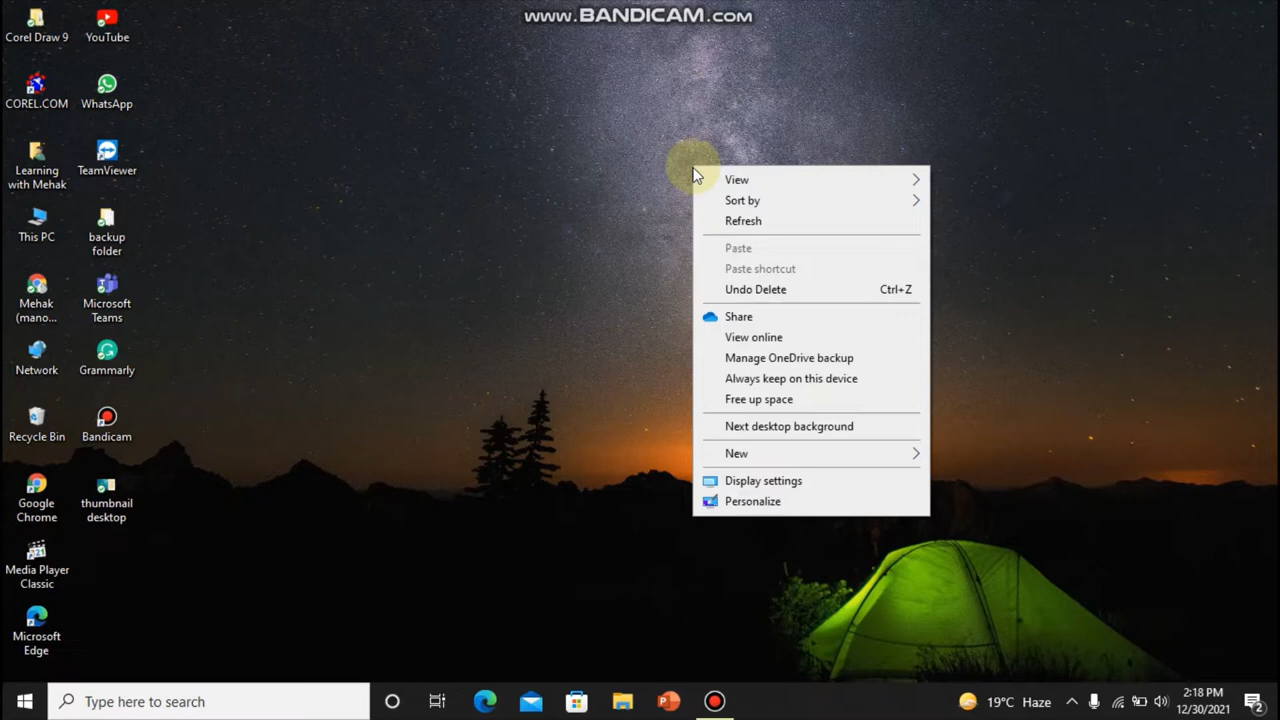 www.BANDICAM.com
Corel Draw 9
YouTube
COREL.COM
WhatsApp
Learning
with Mehak
TeamViewer
This PC
backup
folder
Mehak
(mano...
Microsoft
Teams
Network
Grammarly
Recycle Bin
Bandicam
Google
Chrome
thumbnail
desktop
321
Media Player
Classic
Microsoft
Edge
View
Sort by
Refresh
Paste
Paste shortcut
Undo Delete Ctrl+Z
Share
View online
Manage OneDrive backup
Always keep on this device
Free up space
Next desktop background
New
Display settings
Personalize
Type here to search
P
19°C Haze
2:18 PM
12/30/2021
2